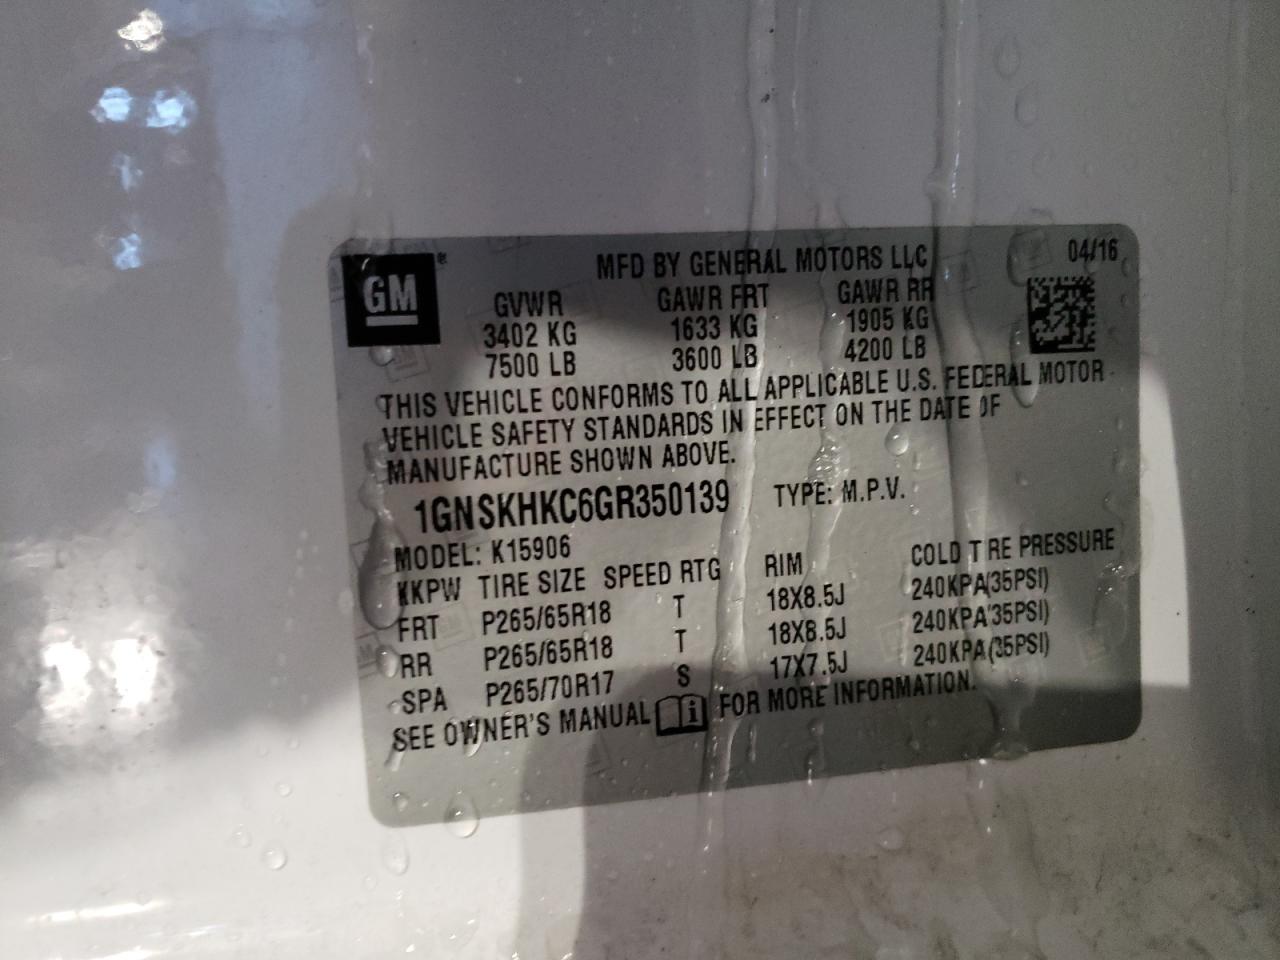 GM ®
MFD BY GENERAL MOTORS LLC 04/16
GVWR GAWR FRT GAWR RR
3402 KG 1633 KG 1905 KG
7500 LB 3600 LB 4200 LB
THIS VEHICLE CONFORMS TO ALL APPLICABLE U.S. FEDERAL MOTOR
VEHICLE SAFETY STANDARDS IN EFFECT ON THE DATE OF
MANUFACTURE SHOWN ABOVE.
1GNSKHKC6GR350139 TYPE: M.P.V.
MODEL: K15906
KKPW TIRE SIZE SPEED RTG RIM COLD TIRE PRESSURE
FRT P265/65R18 T 18X8.5J 240KPA(35PSI)
RR P265/65R18 T 18X8.5J 240KPA(35PSI)
SPA P265/70R17 S 17X7.5J 240KPA(35PSI)
SEE OWNER'S MANUAL i FOR MORE INFORMATION.